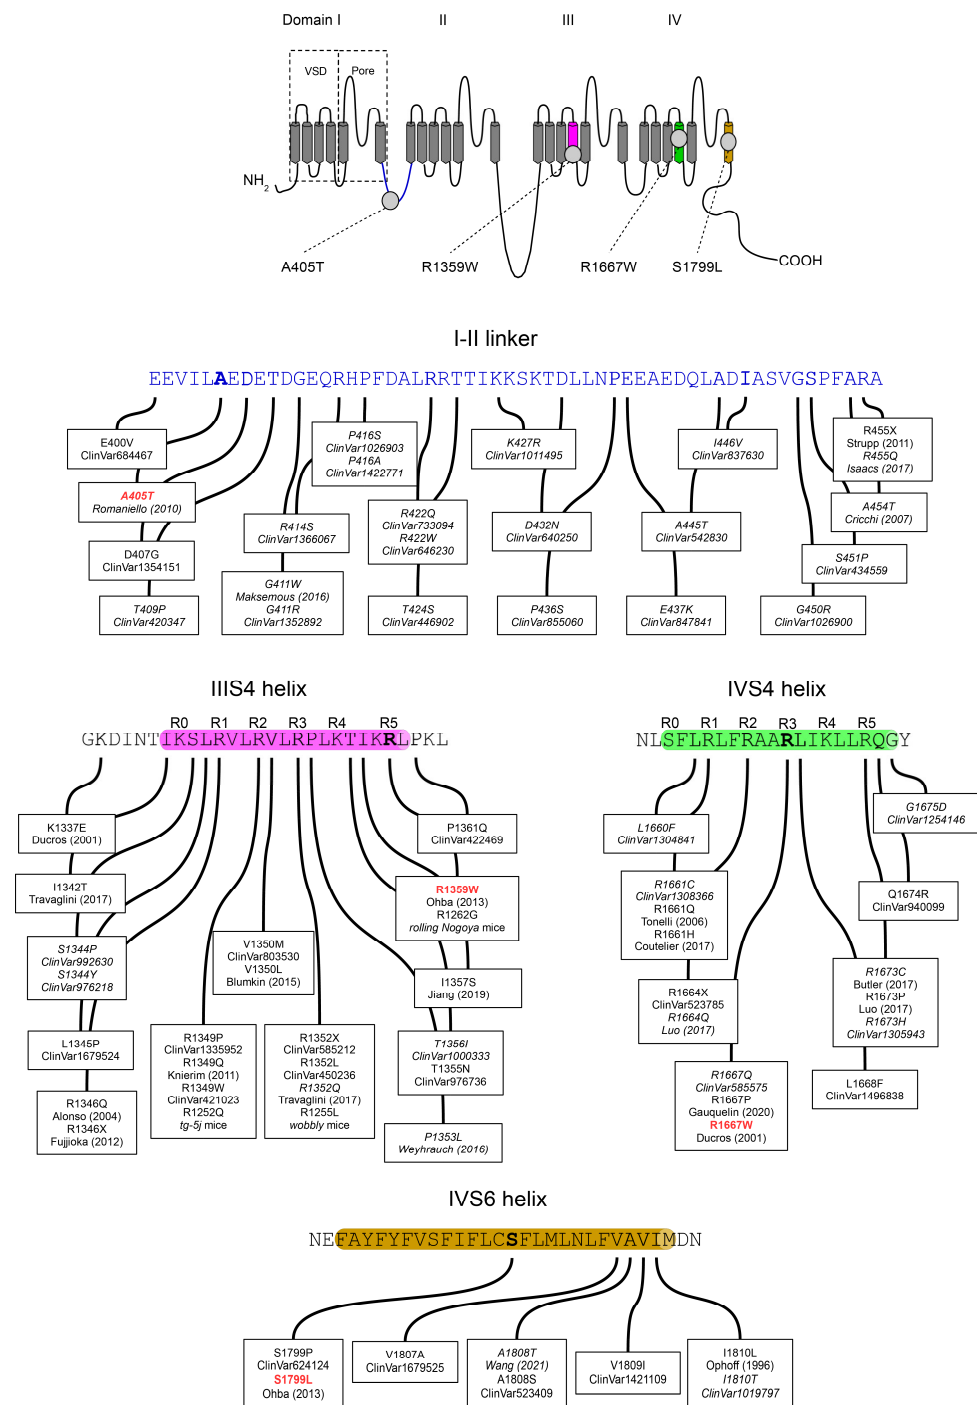 Domain I II III IV
VSD Pore
NH2
COOH
A405T R1359W R1667W S1799L
I-II linker
EEVILAEDETDGEQRHPFDALRRTTIKKSKTDLLNPEEAEDQLADIASVGSPFARA
E400V
ClinVar684467
A405T
Romaniello (2010)
D407G
ClinVar1354151
T409P
ClinVar420347
P416S
ClinVar1026903
P416A
ClinVar1422771
R414S
ClinVar1366067
G411W
Maksemous (2016)
G411R
ClinVar1352892
R422Q
ClinVar733094
R422W
ClinVar646230
T424S
ClinVar446902
K427R
ClinVar1011495
D432N
ClinVar640250
P436S
ClinVar855060
I446V
ClinVar837630
A445T
ClinVar542830
E437K
ClinVar847841
R455X
Strupp (2011)
R455Q
Isaacs (2017)
A454T
Cricchi (2007)
S451P
ClinVar434559
G450R
ClinVar1026900
IIIS4 helix
R0 R1 R2 R3 R4 R5
GKDINTIKSLRVLRVLRPLKTIKRLPKL
K1337E
Ducros (2001)
I1342T
Travaglini (2017)
S1344P
ClinVar992630
S1344Y
ClinVar976218
L1345P
ClinVar1679524
R1346Q
Alonso (2004)
R1346X
Fujjioka (2012)
V1350M
ClinVar803530
V1350L
Blumkin (2015)
R1349P
ClinVar1335952
R1349Q
Knierim (2011)
R1349W
ClinVar421023
R1252Q
tg-5j mice
R1352X
ClinVar585212
R1352L
ClinVar450236
R1352Q
Travaglini (2017)
R1255L
wobbly mice
P1361Q
ClinVar422469
R1359W
Ohba (2013)
R1262G
rolling Nogoya mice
I1357S
Jiang (2019)
T1356I
ClinVar1000333
T1355N
ClinVar976736
P1353L
Weyhrauch (2016)
IVS4 helix
R0 R1 R2 R3 R4 R5
NLSFLRLFRAARLIKLLRQGY
L1660F
ClinVar1304841
R1661C
ClinVar1308366
R1661Q
Tonelli (2006)
R1661H
Coutelier (2017)
R1664X
ClinVar523785
R1664Q
Luo (2017)
R1667Q
ClinVar585575
R1667P
Gauquelin (2020)
R1667W
Ducros (2001)
G1675D
ClinVar1254146
Q1674R
ClinVar940099
R1673C
Butler (2017)
R1673P
Luo (2017)
R1673H
ClinVar1305943
L1668F
ClinVar1496838
IVS6 helix
NEFAYFYFVSFIFLCSFLMLNLFVAVIMDN
S1799P
ClinVar624124
S1799L
Ohba (2013)
V1807A
ClinVar1679525
A1808T
Wang (2021)
A1808S
ClinVar523409
V1809I
ClinVar1421109
I1810L
Ophoff (1996)
I1810T
ClinVar1019797